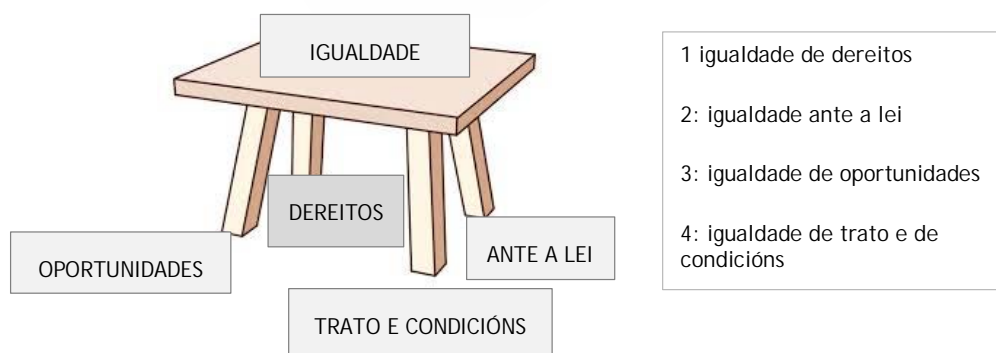 IGUALDADE
DEREITOS
OPORTUNIDADES
ANTE A LEI
TRATO E CONDICIÓNS
1 igualdade de dereitos
2: igualdade ante a lei
3: igualdade de oportunidades
4: igualdade de trato e de
condicións